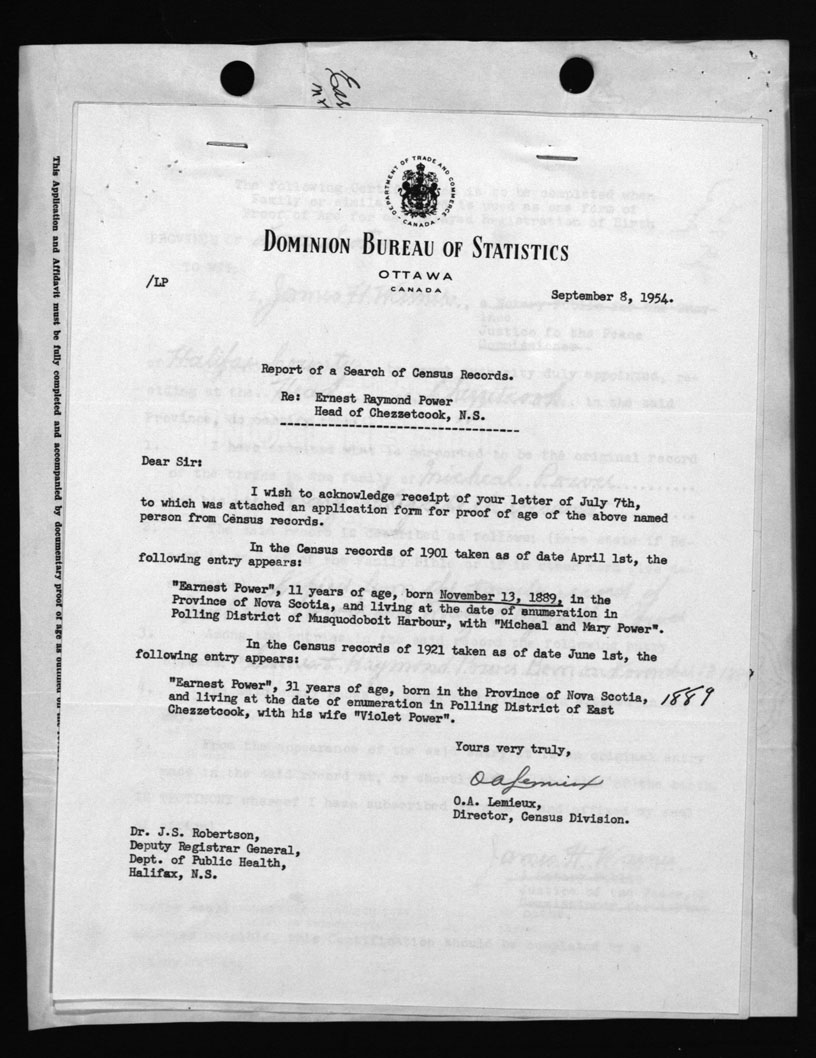 DEPARTMENT OF TRADE AND COMMERCE
CANADA
DOMINION BUREAU OF STATISTICS
OTTAWA
CANADA
/LP
September 8, 1954.
Report of a Search of Census Records.
Re: Ernest Raymond Power
Head of Chezzetcook, N.S.
Dear Sir:
I wish to acknowledge receipt of your letter of July 7th,
to which was attached an application form for proof of age of the above named
person from Census records.
In the Census records of 1901 taken as of date April 1st, the
following entry appears:
"Earnest Power", 11 years of age, born November 13, 1889, in the
Province of Nova Scotia, and living at the date of enumeration in
Polling District of Musquodoboit Harbour, with "Micheal and Mary Power".
In the Census records of 1921 taken as of date June 1st, the
following entry appears:
"Earnest Power", 31 years of age, born in the Province of Nova Scotia, 1889
and living at the date of enumeration in Polling District of East
Chezzetcook, with his wife "Violet Power".
Yours very truly,
O A Lemieux
O.A. Lemieux,
Director, Census Division.
Dr. J.S. Robertson,
Deputy Registrar General,
Dept. of Public Health,
Halifax, N.S.
This Application and Affidavit must be fully completed and accompanied by documentary proof of age as outlined on the